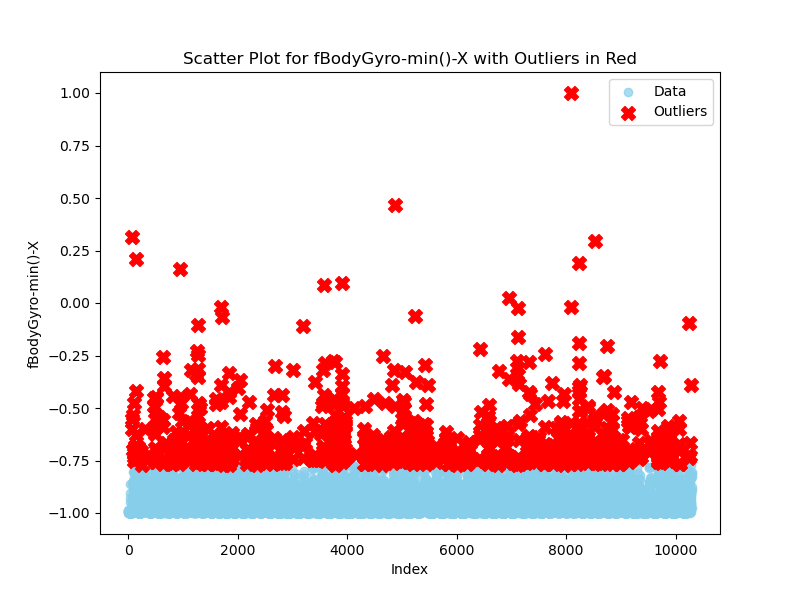 Scatter Plot for fBodyGyro-min()-X with Outliers in Red
Data
Outliers
fBodyGyro-min()-X
1.00
0.75
0.50
0.25
0.00
−0.25
−0.50
−0.75
−1.00
0 2000 4000 6000 8000 10000
Index